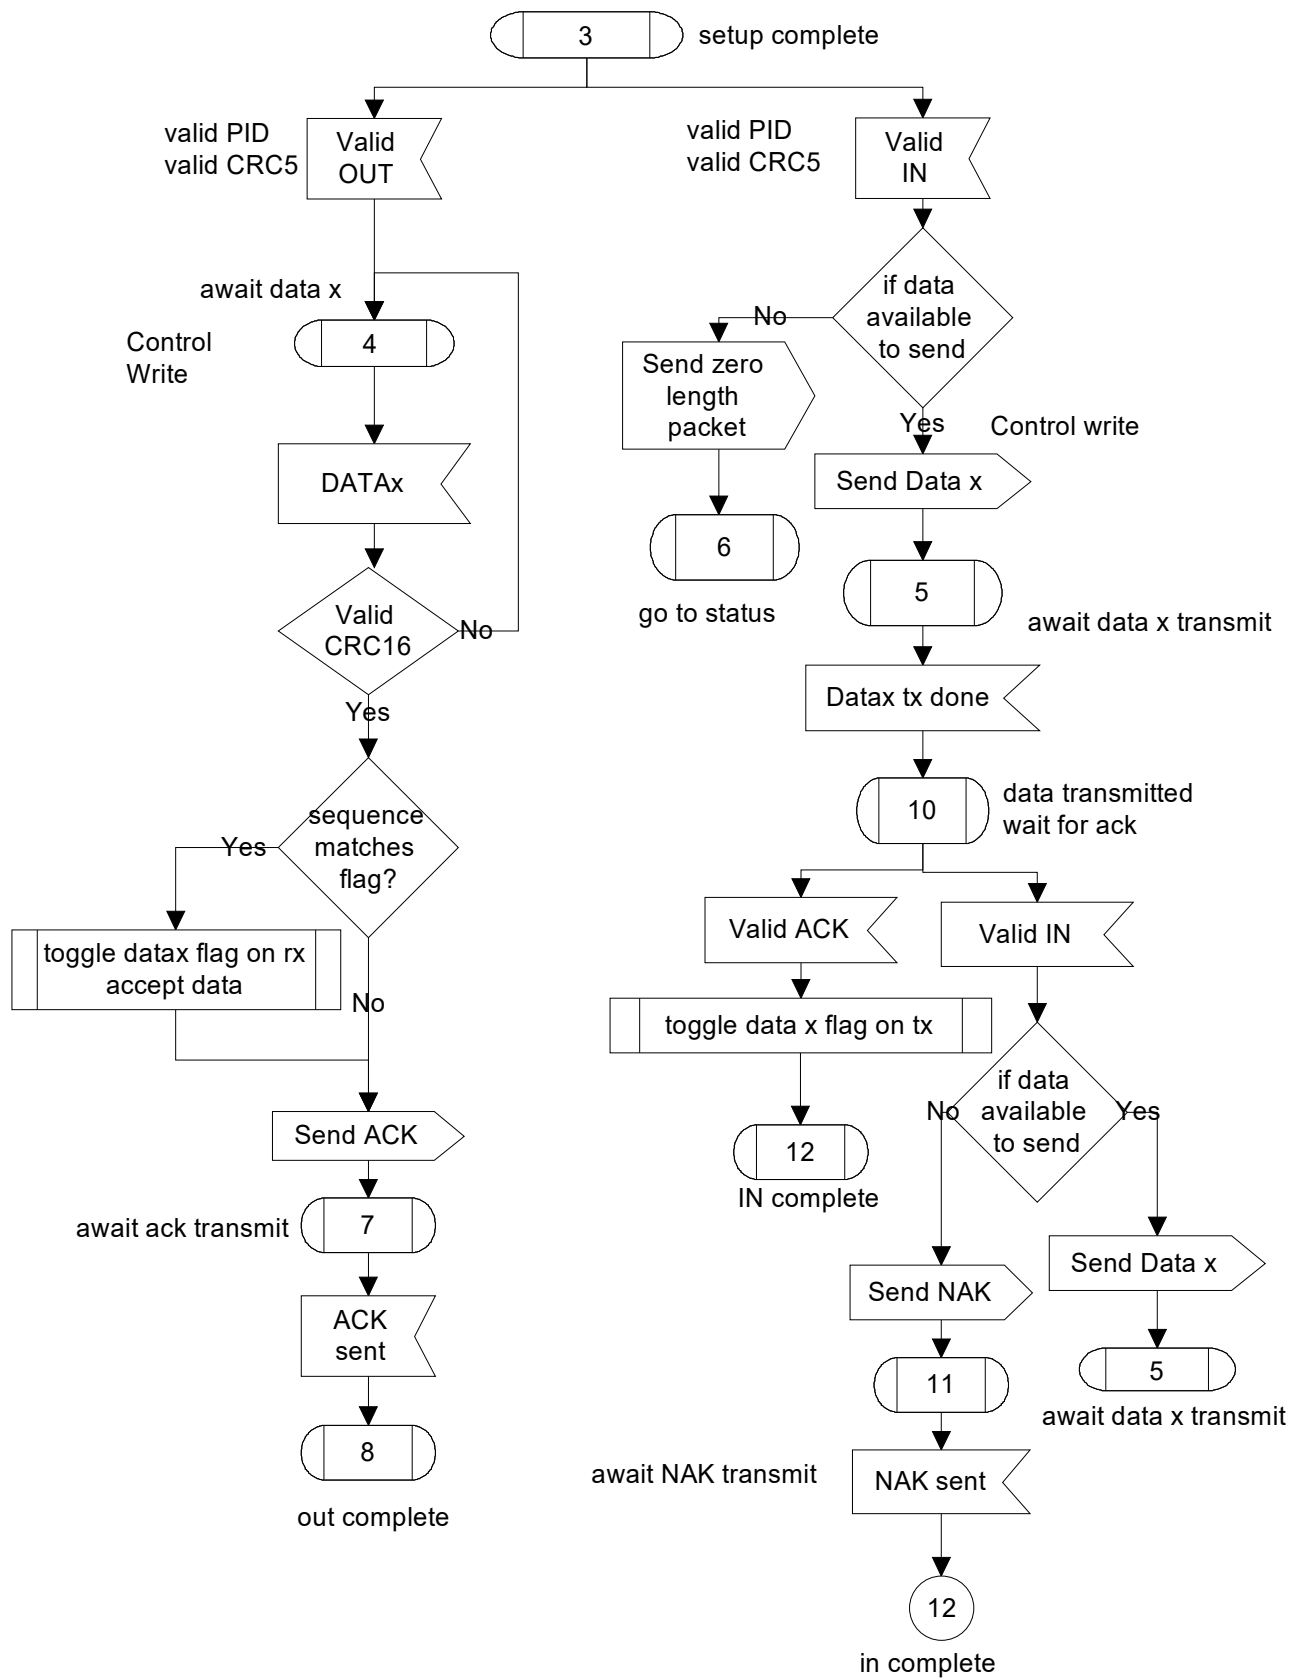 3
setup complete
valid PID
valid CRC5
Valid
OUT
valid PID
valid CRC5
Valid
IN
await data x
Control
Write
4
DATAx
Valid
CRC16
No
Yes
sequence
matches
flag?
Yes
toggle datax flag on rx
accept data
No
Send ACK
await ack transmit
7
ACK
sent
8
out complete
if data
available
to send
No
Send zero
length
packet
6
go to status
Yes
Control write
Send Data x
5
await data x transmit
Datax tx done
10
data transmitted
wait for ack
Valid ACK
toggle data x flag on tx
12
IN complete
Valid IN
if data
available
to send
No
Yes
Send NAK
11
await NAK transmit
NAK sent
12
in complete
Send Data x
5
await data x transmit